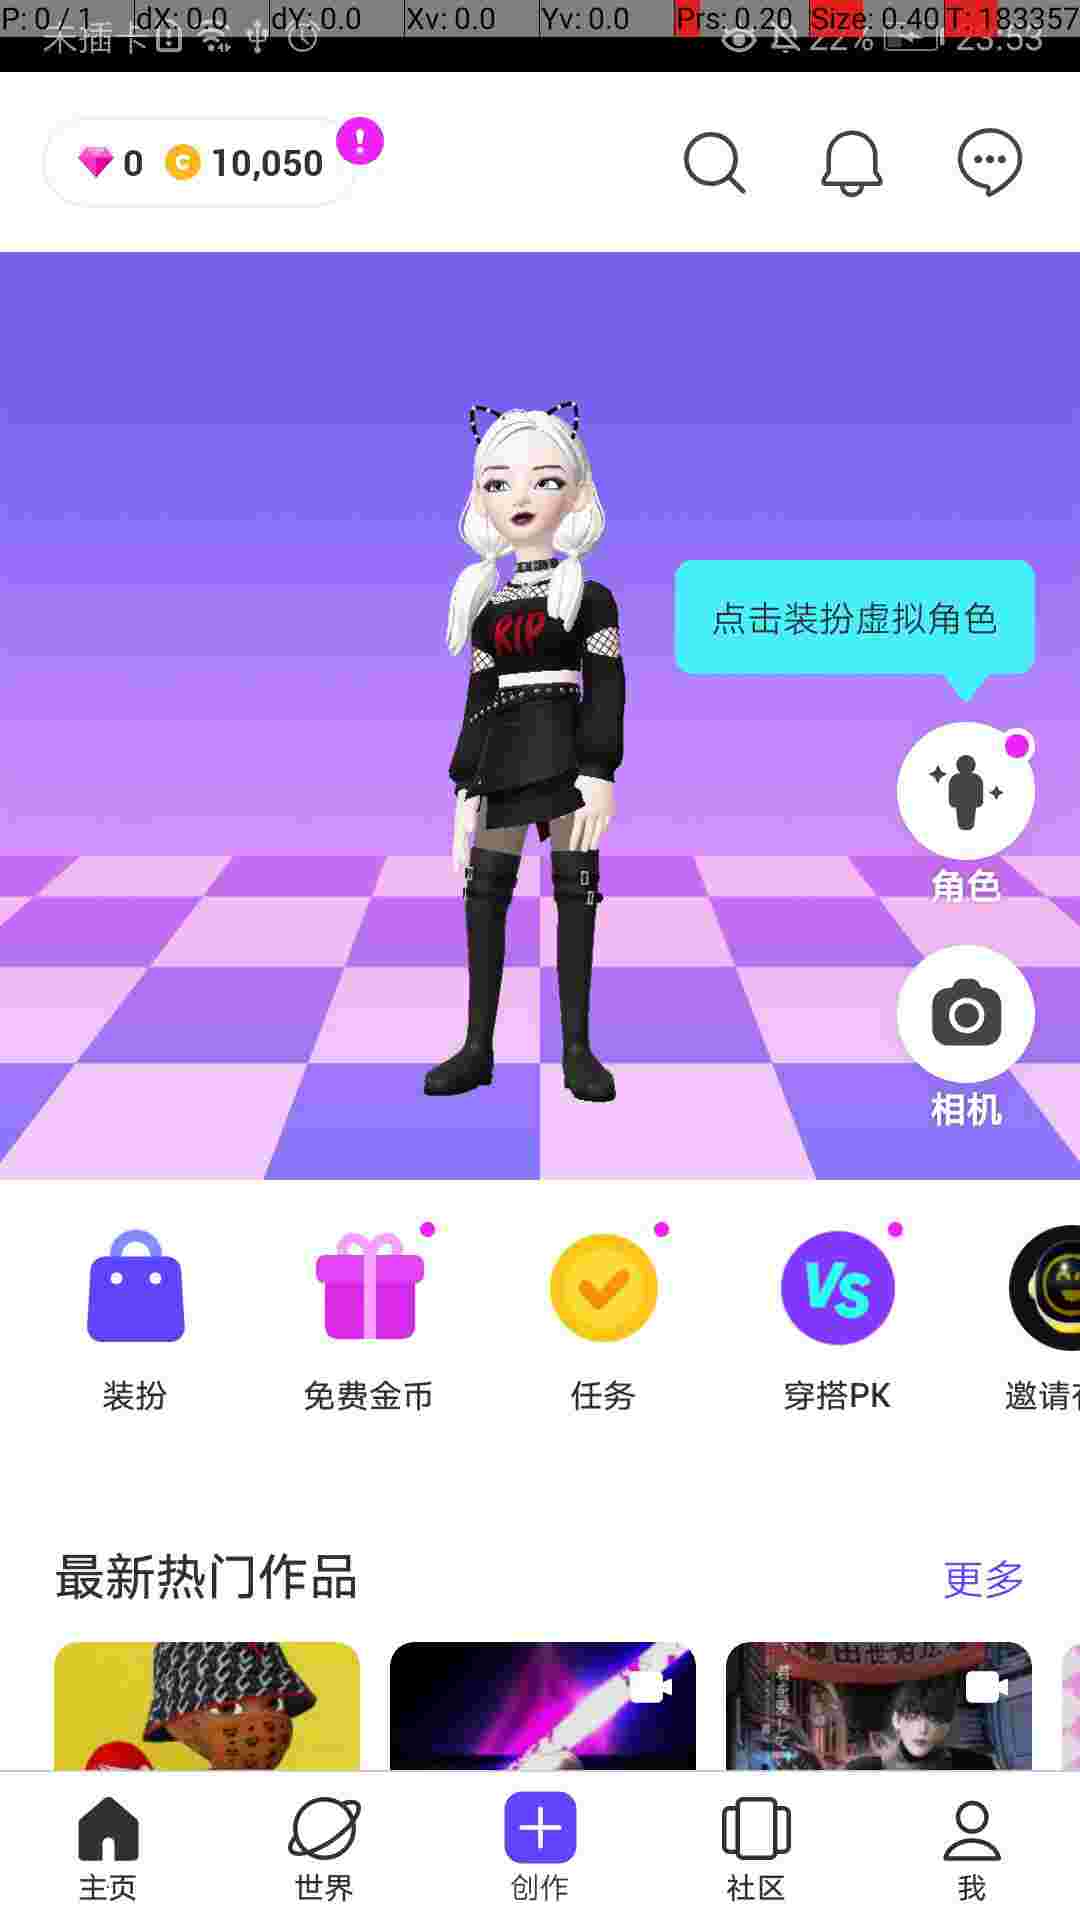 P: 0 / 1 dX: 0.0 dY: 0.0 Xv: 0.0 Yv: 0.0 Prs: 0.20 Size: 0.40 T: 183357
未插卡 22% 23:53
0 C 10,050 !
RIP
点击装扮虚拟角色
角色
相机
VS
装扮 免费金币 任务 穿搭PK 邀请
最新热门作品 更多
主页 世界 创作 社区 我